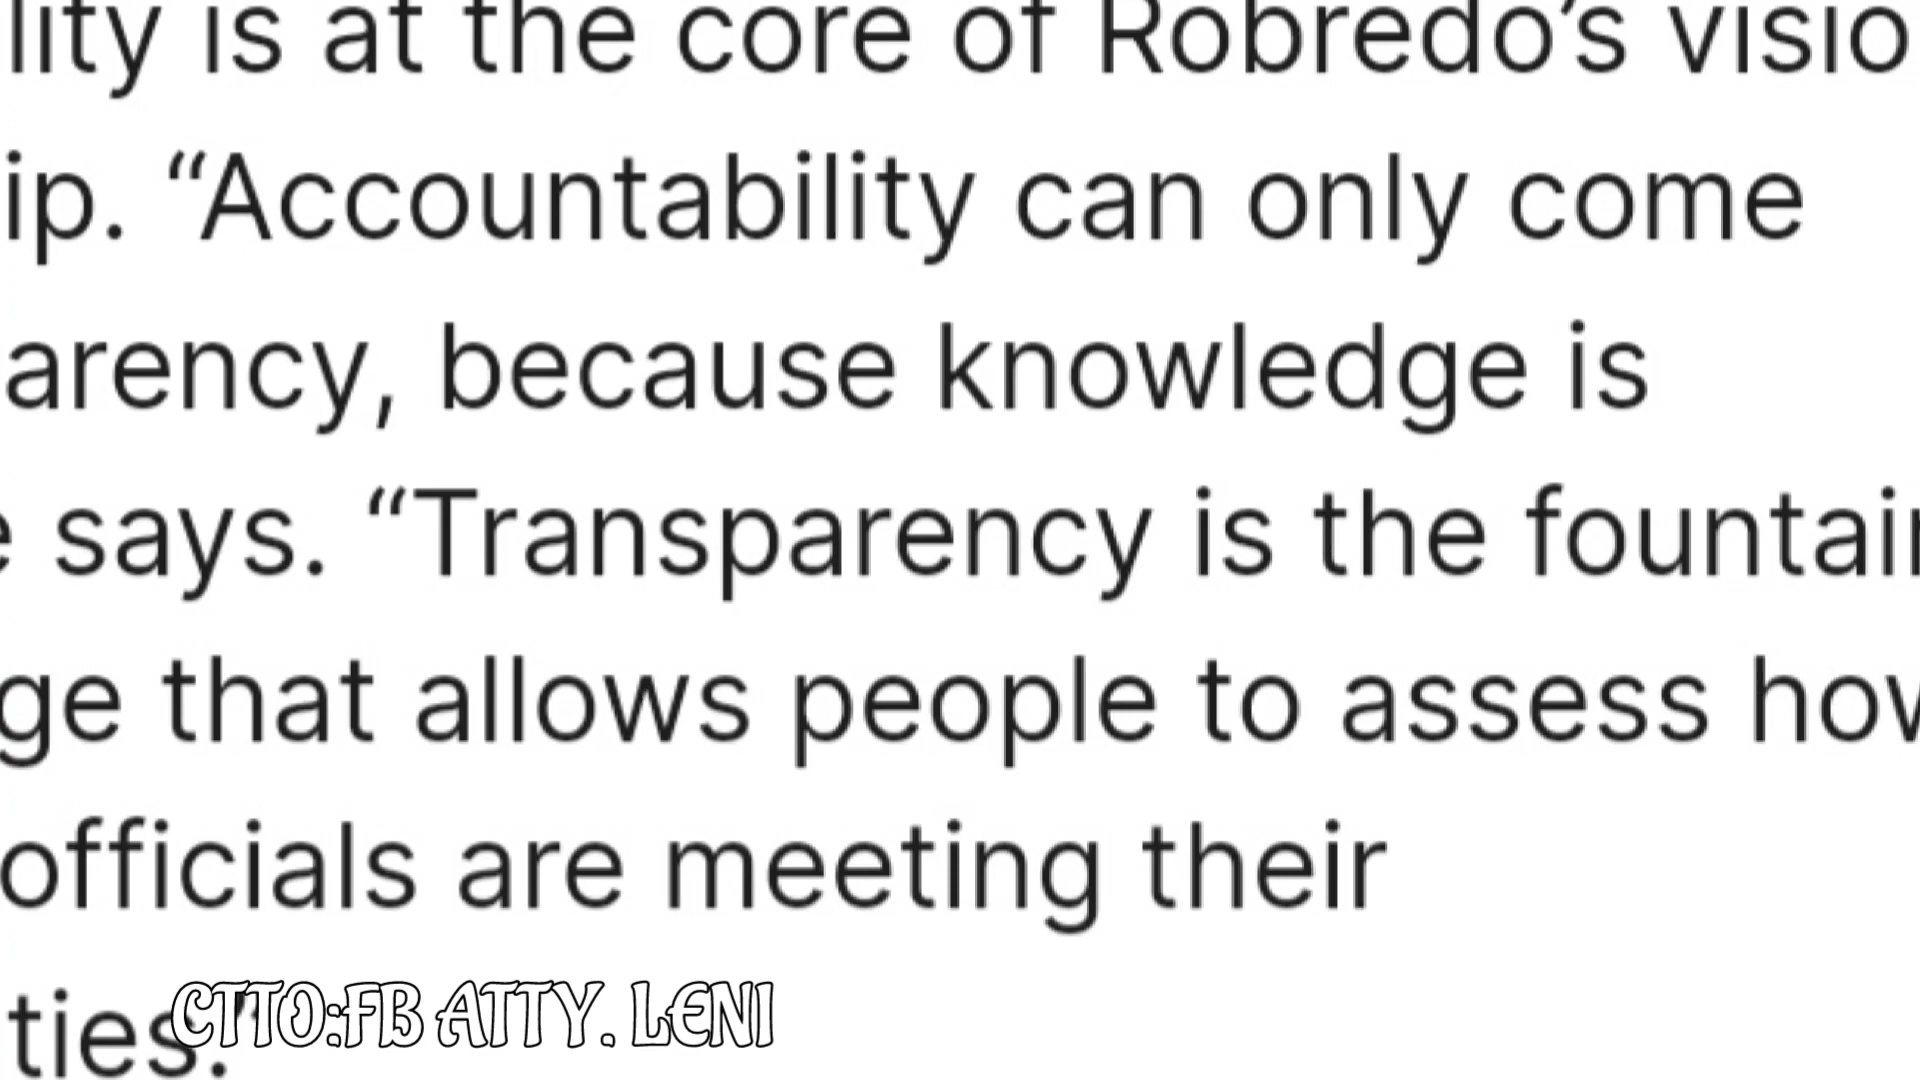 lity is at the core of Robredo’s visio
ip. “Accountability can only come
arency, because knowledge is
e says. “Transparency is the fountain
ge that allows people to assess how
officials are meeting their
ties.”
CTTO:FB ATTY. LENI